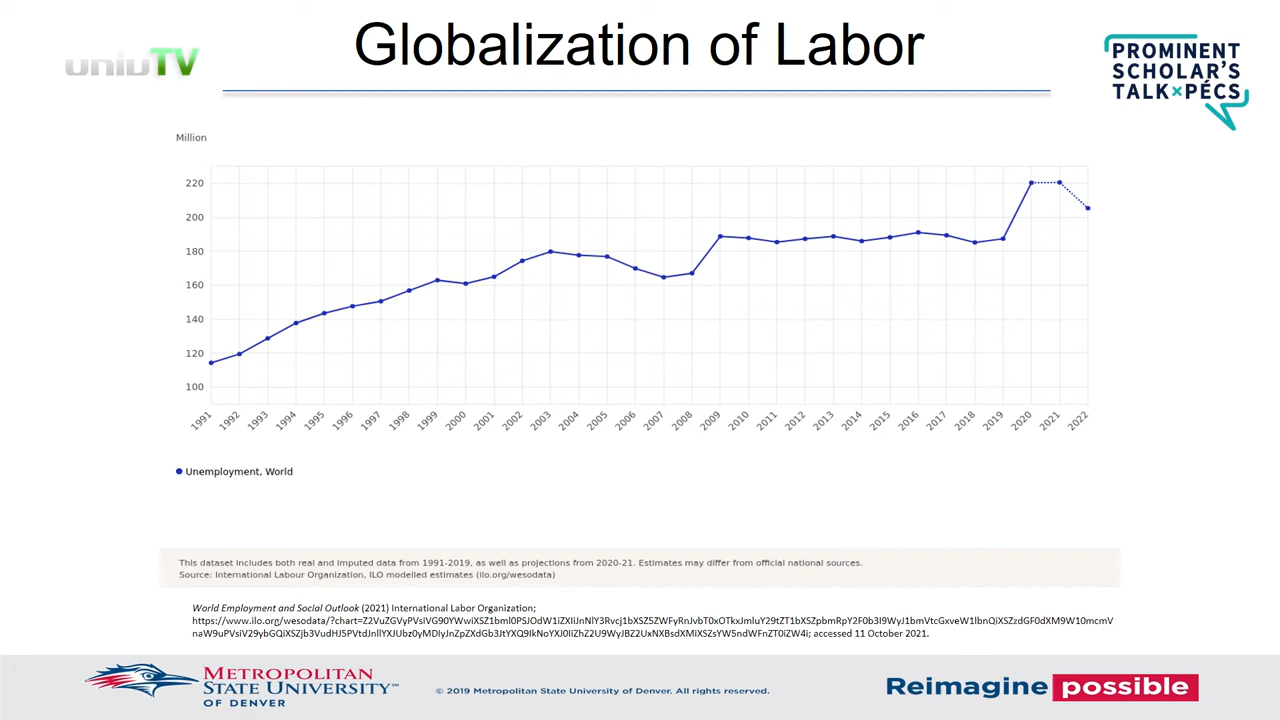 Globalization of Labor
uniuTV
PROMINENT
SCHOLAR'S
TALK×PÉCS
Million
220
200
180
160
140
120
100
1991 1992 1993 1994 1995 1996 1997 1998 1999 2000 2001 2002 2003 2004 2005 2006 2007 2008 2009 2010 2011 2012 2013 2014 2015 2016 2017 2018 2019 2020 2021 2022
Unemployment, World
This dataset includes both real and imputed data from 1991-2019, as well as projections from 2020-21. Estimates may differ from official national sources.
Source: International Labour Organization, ILO modelled estimates (ilo.org/wesodata)
World Employment and Social Outlook (2021) International Labor Organization;
accessed 11 October 2021.
METROPOLITAN
STATE UNIVERSITY™
OF DENVER
© 2019 Metropolitan State University of Denver. All rights reserved.
Reimagine possible